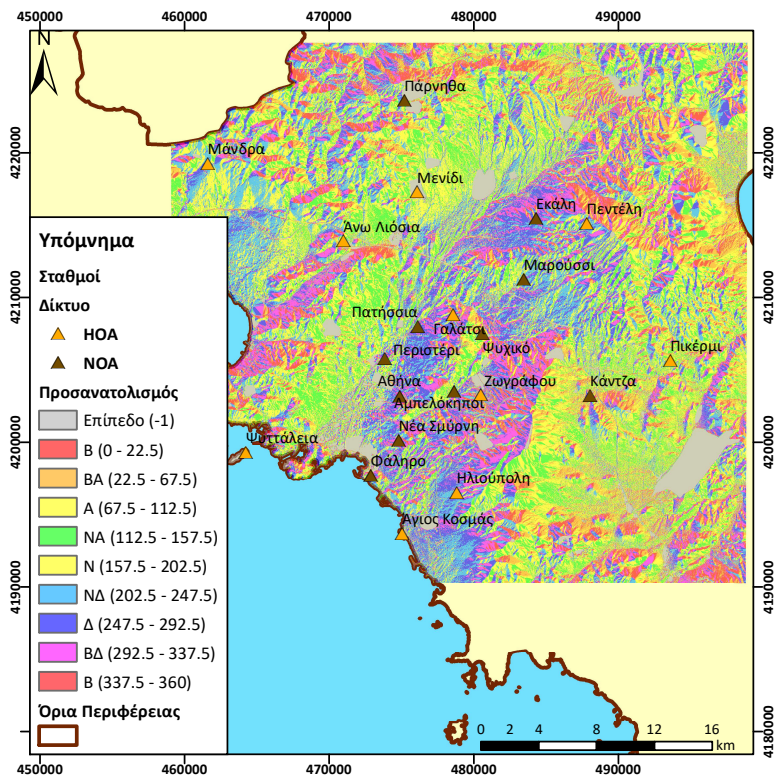 450000 460000 470000 480000 490000
N
4220000 4220000
4210000 4210000
4200000 4200000
4190000 4190000
4180000
Πάρνηθα
Μάνδρα
Μενίδι
Εκάλη
Πεντέλη
Άνω Λιόσια
Μαρούσσι
Πατήσσια
Γαλάτσι
Ψυχικό
Περιστέρι
Πικέρμι
Αθήνα
Ζωγράφου
Κάντζα
Αμπελόκηποι
Νέα Σμύρνη
Ψυττάλεια
Φάληρο
Ηλιούπολη
Άγιος Κοσμάς
Υπόμνημα
Σταθμοί
Δίκτυο
ΗΟΑ
ΝΟΑ
Προσανατολισμός
Επίπεδο (-1)
Β (0 - 22.5)
ΒΑ (22.5 - 67.5)
Α (67.5 - 112.5)
ΝΑ (112.5 - 157.5)
Ν (157.5 - 202.5)
ΝΔ (202.5 - 247.5)
Δ (247.5 - 292.5)
ΒΔ (292.5 - 337.5)
Β (337.5 - 360)
Όρια Περιφέρειας
0 2 4 8 12 16
km
450000 460000 470000 480000 490000